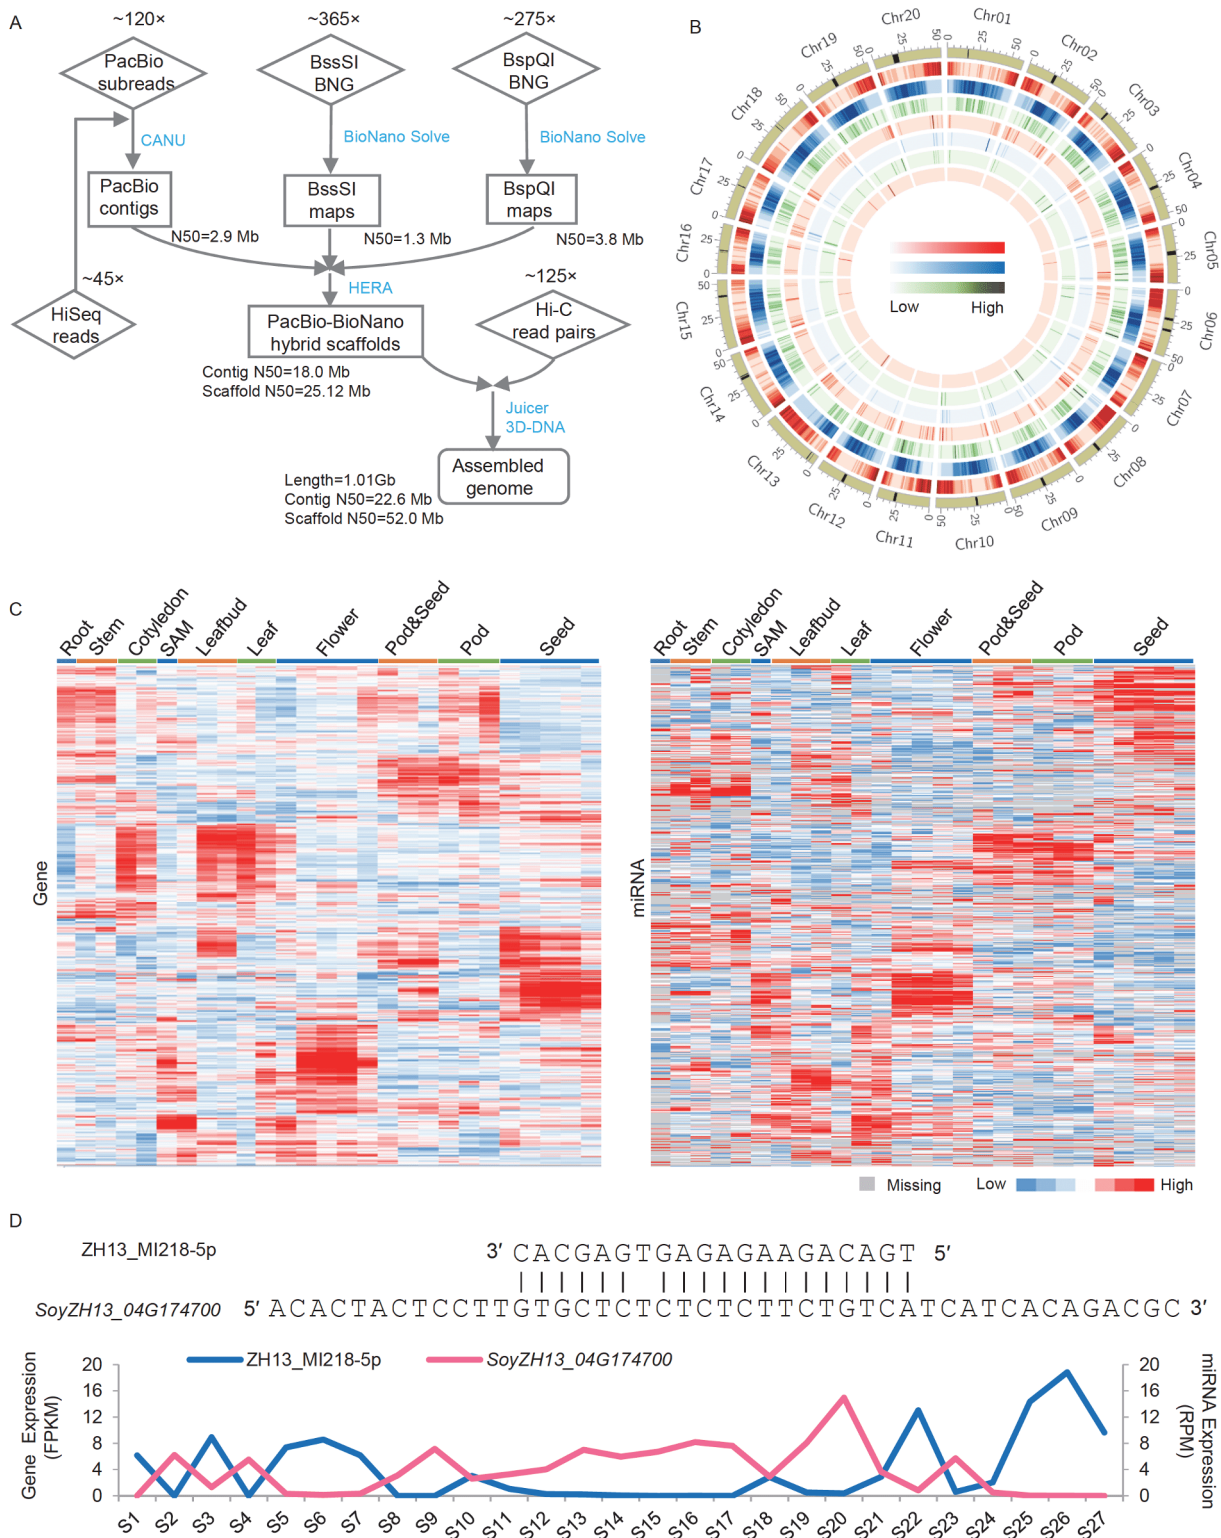 A
~120×
~365×
~275×
PacBio
subreads
BssSI
BNG
BspQI
BNG
CANU
BioNano Solve
BioNano Solve
PacBio
contigs
BssSI
maps
BspQI
maps
N50=2.9 Mb
N50=1.3 Mb
N50=3.8 Mb
~45×
HERA
~125×
HiSeq
reads
PacBio-BioNano
hybrid scaffolds
Hi-C
read pairs
Contig N50=18.0 Mb
Scaffold N50=25.12 Mb
Juicer
3D-DNA
Assembled
genome
Length=1.01Gb
Contig N50=22.6 Mb
Scaffold N50=52.0 Mb
B
Chr01
Chr02
Chr03
Chr04
Chr05
Chr06
Chr07
Chr08
Chr09
Chr10
Chr11
Chr12
Chr13
Chr14
Chr15
Chr16
Chr17
Chr18
Chr19
Chr20
0 25 50
Low High
C
Root Stem Cotyledon SAM Leafbud Leaf Flower Pod&Seed Pod Seed
Gene
Root Stem Cotyledon SAM Leafbud Leaf Flower Pod&Seed Pod Seed
miRNA
Missing Low High
D
ZH13_MI218-5p 3′ CACGAGTGAGAGAAGACAGT 5′
SoyZH13_04G174700 5′ ACACTACTCCTTGTGCTCTCTCTCTTCTGTCATCATCACAGACGC 3′
ZH13_MI218-5p SoyZH13_04G174700
Gene Expression
(FPKM)
20
16
12
8
4
0
20
16
12
8
4
0
miRNA Expression
(RPM)
S1 S2 S3 S4 S5 S6 S7 S8 S9 S10 S11 S12 S13 S14 S15 S16 S17 S18 S19 S20 S21 S22 S23 S24 S25 S26 S27